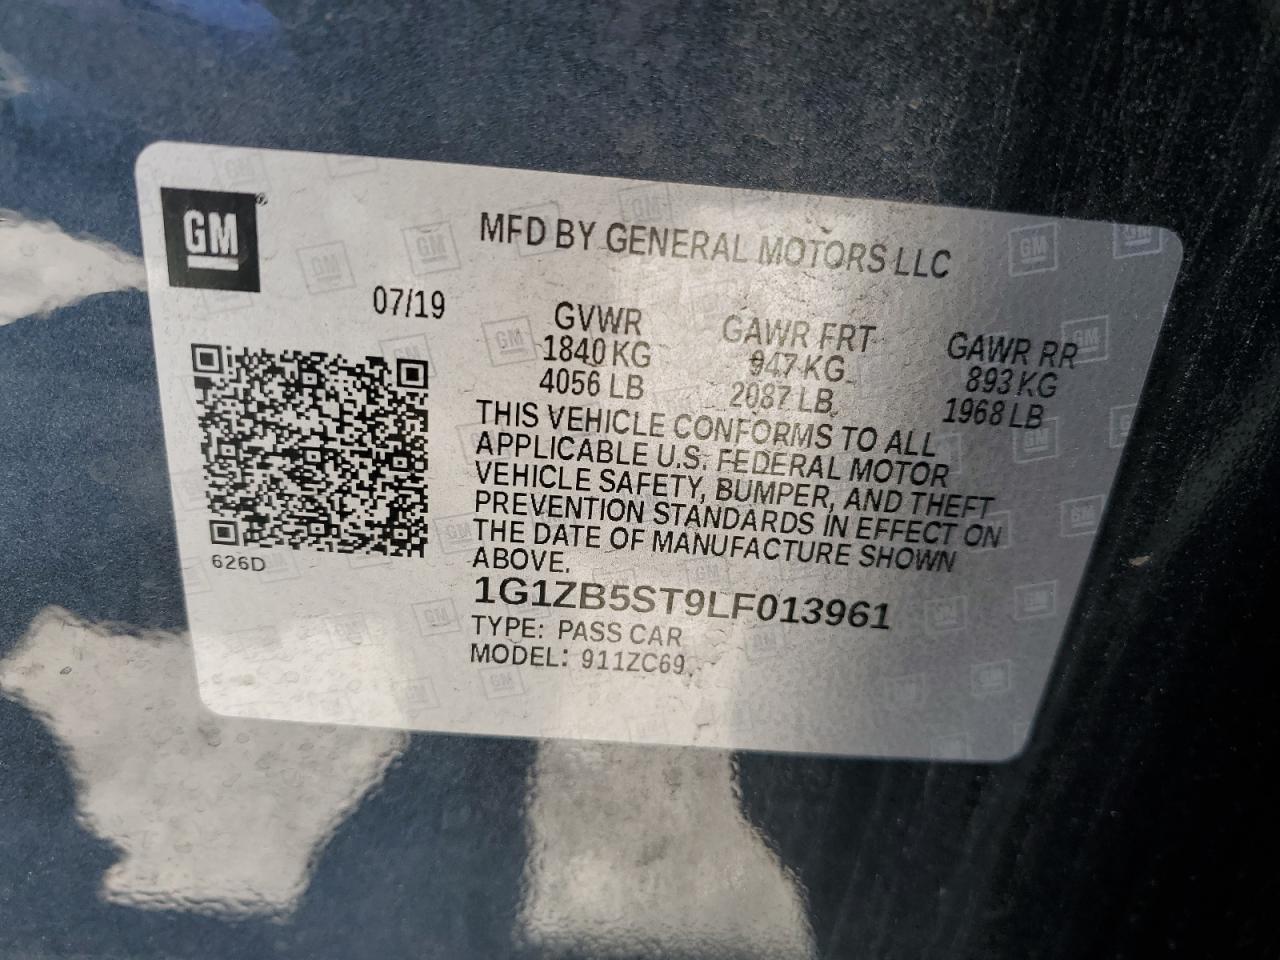 GM
MFD BY GENERAL MOTORS LLC
07/19
GVWR
1840 KG
4056 LB
GAWR FRT
947 KG
2087 LB
GAWR RR
893 KG
1968 LB
THIS VEHICLE CONFORMS TO ALL
APPLICABLE U.S. FEDERAL MOTOR
VEHICLE SAFETY, BUMPER, AND THEFT
PREVENTION STANDARDS IN EFFECT ON
THE DATE OF MANUFACTURE SHOWN
ABOVE.
626D
1G1ZB5ST9LF013961
TYPE: PASS CAR
MODEL: 911ZC69